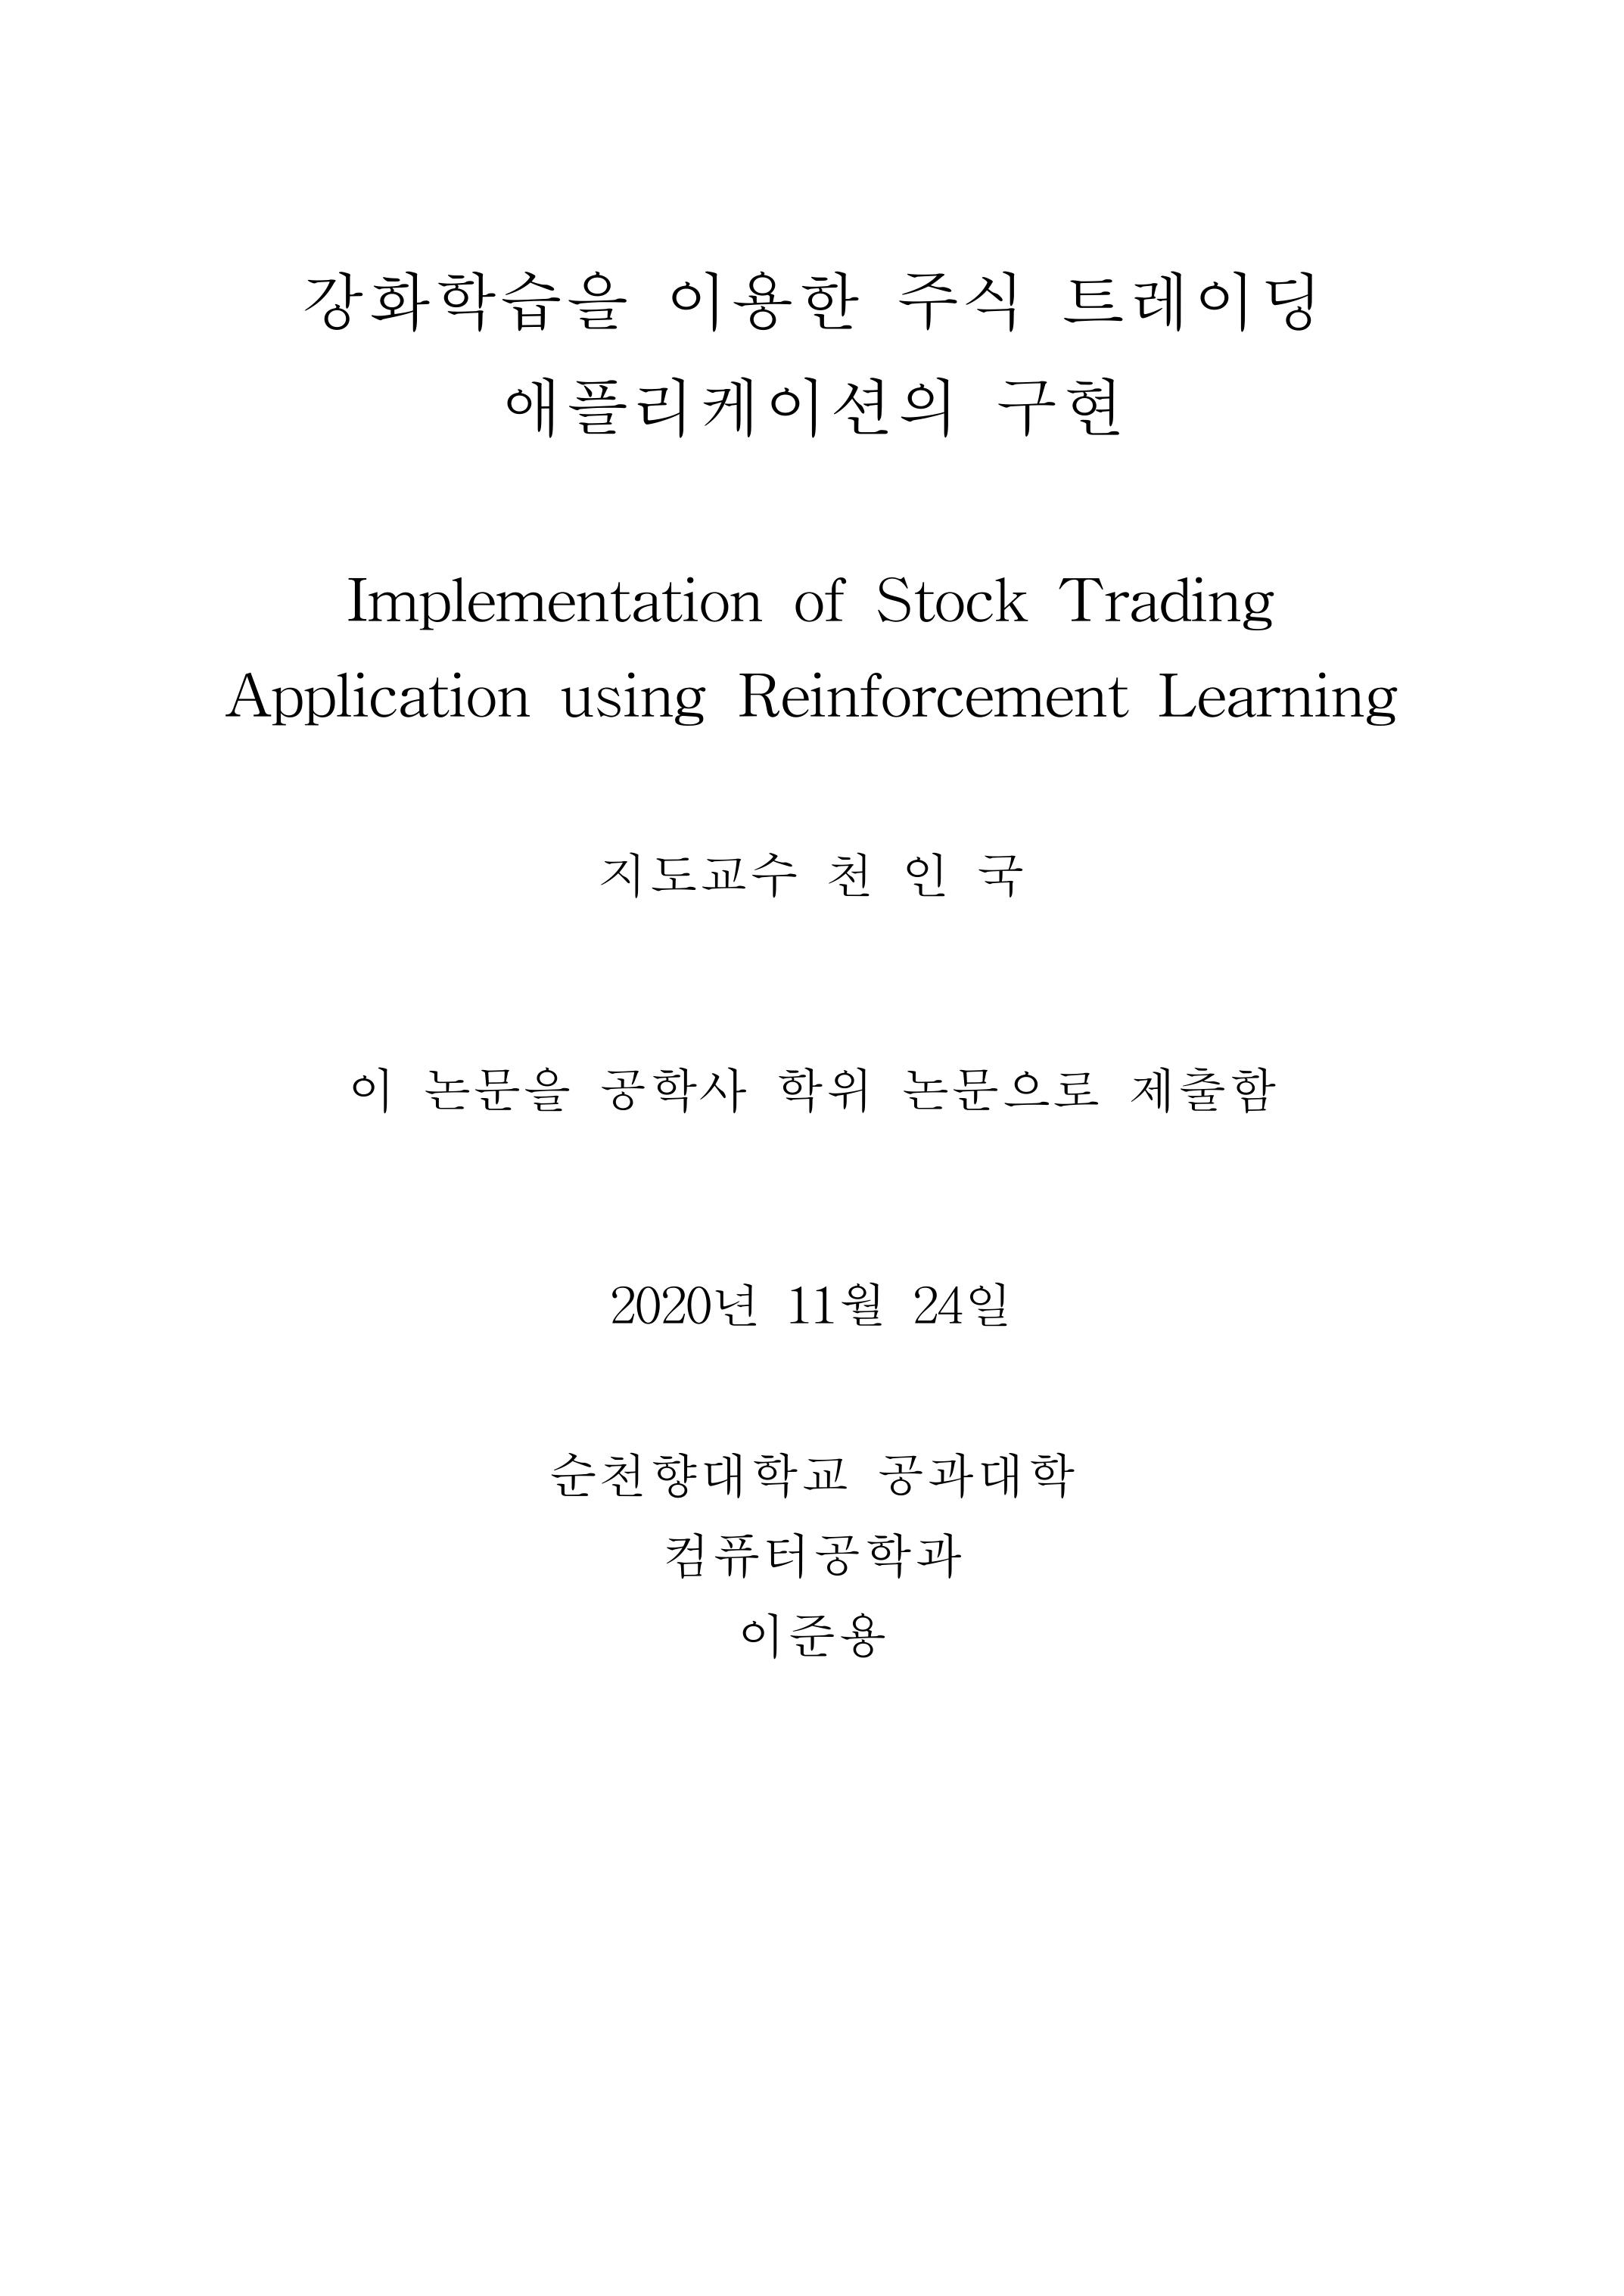 강화학습을 이용한 주식 트레이딩
애플리케이션의 구현
Implementation of Stock Trading
Application using Reinforcement Learning
지도교수 천 인 국
이 논문을 공학사 학위 논문으로 제출함
2020년 11월 24일
순천향대학교 공과대학
컴퓨터공학과
이준용